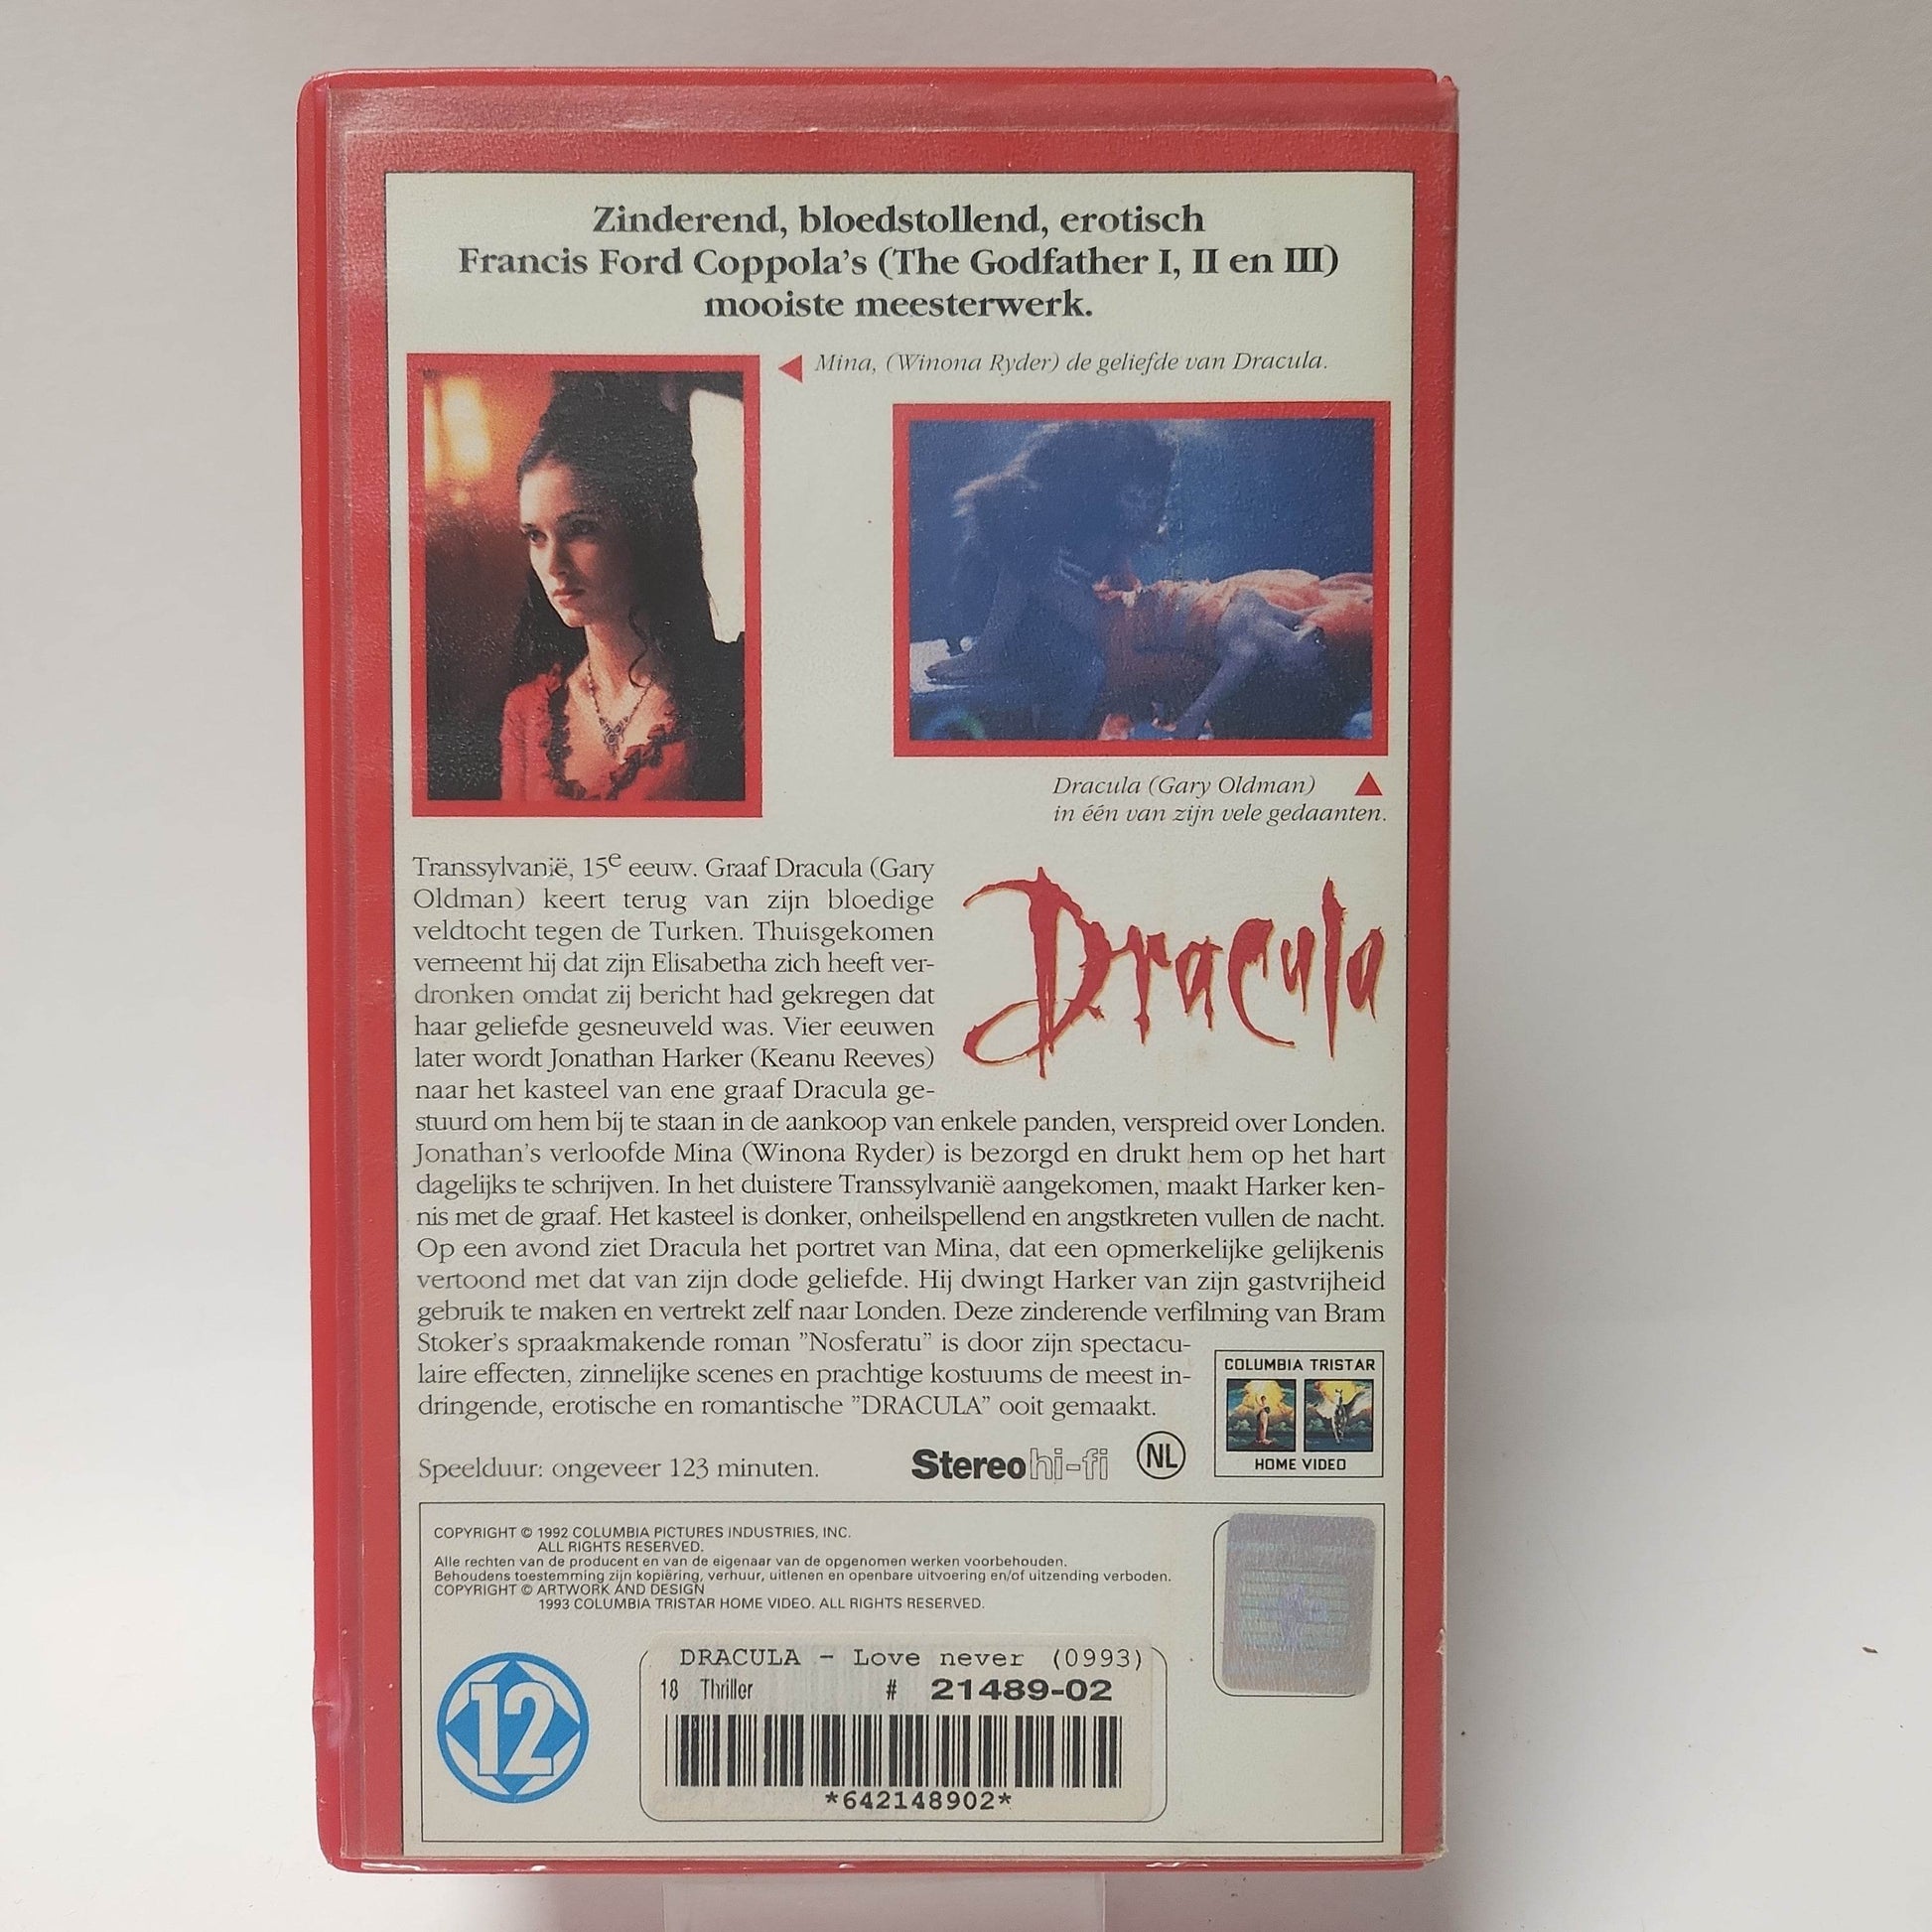 Zinderend, bloedstollend, erotisch
Francis Ford Coppola's (The Godfather I, II en III)
mooiste meesterwerk.
Mina, (Winona Ryder) de geliefde van Dracula.
Dracula (Gary Oldman)
in één van zijn vele gedaanten.
Transsylvanië, 15e eeuw. Graaf Dracula (Gary
Oldman) keert terug van zijn bloedige
veldtocht tegen de Turken. Thuisgekomen
verneemt hij dat zijn Elisabetha zich heeft ver-
dronken omdat zij bericht had gekregen dat
haar geliefde gesneuveld was. Vier eeuwen
later wordt Jonathan Harker (Keanu Reeves)
naar het kasteel van ene graaf Dracula ge-
Dracula
stuurd om hem bij te staan in de aankoop van enkele panden, verspreid over Londen.
Jonathan's verloofde Mina (Winona Ryder) is bezorgd en drukt hem op het hart
dagelijks te schrijven. In het duistere Transsylvanië aangekomen, maakt Harker ken-
nis met de graaf. Het kasteel is donker, onheilspellend en angstkreten vullen de nacht.
Op een avond ziet Dracula het portret van Mina, dat een opmerkelijke gelijkenis
vertoond met dat van zijn dode geliefde. Hij dwingt Harker van zijn gastvrijheid
gebruik te maken en vertrekt zelf naar Londen. Deze zinderende verfilming van Bram
Stoker's spraakmakende roman "Nosferatu" is door zijn spectacu-
laire effecten, zinnelijke scenes en prachtige kostuums de meest in-
dringende, erotische en romantische "DRACULA" ooit gemaakt.
COLUMBIA TRISTAR
HOME VIDEO
Speelduur: ongeveer 123 minuten.
Stereo hi-fi
NL
COPYRIGHT © 1992 COLUMBIA PICTURES INDUSTRIES, INC.
ALL RIGHTS RESERVED.
Alle rechten van de producent en van de eigenaar van de opgenomen werken voorbehouden.
Behoudens toestemming zijn kopiëring, verhuur, uitlenen en openbare uitvoering en/of uitzending verboden.
COPYRIGHT © ARTWORK AND DESIGN
1993 COLUMBIA TRISTAR HOME VIDEO. ALL RIGHTS RESERVED.
12
DRACULA - Love never (0993)
18 Thriller # 21489-02
*642148902*